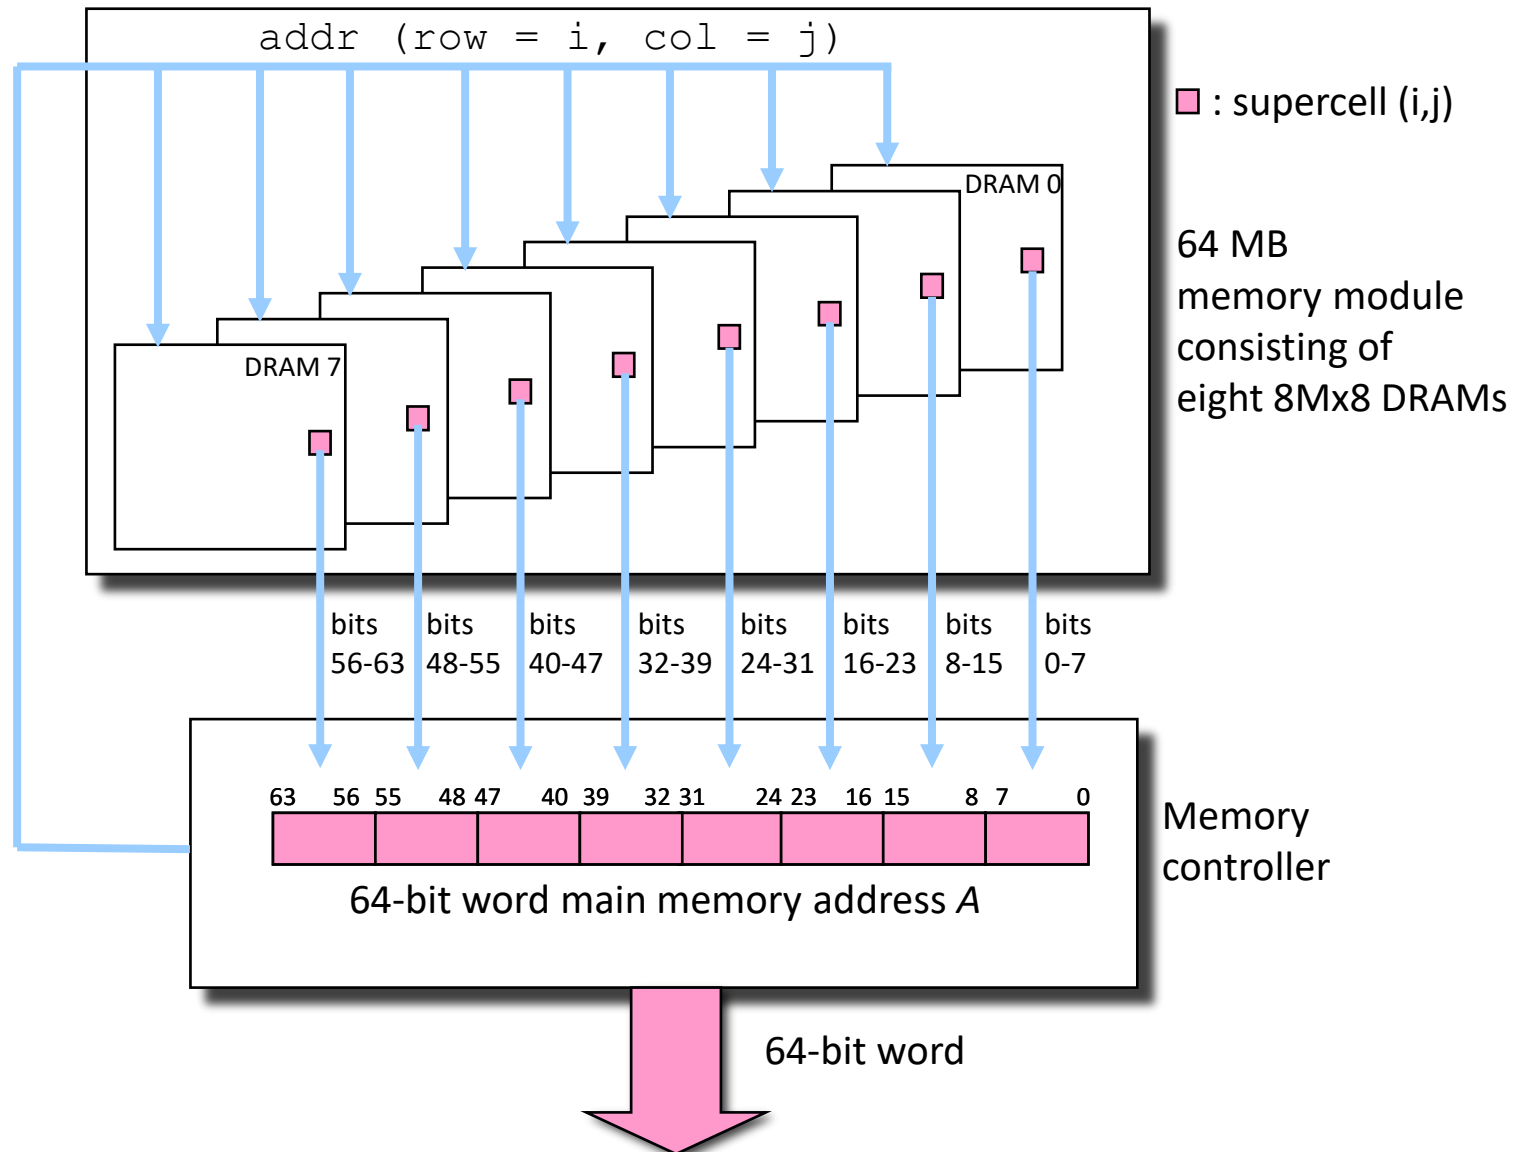 addr (row = i, col = j)
: supercell (i,j)
DRAM 0
64 MB
memory module
consisting of
eight 8Mx8 DRAMs
DRAM 7
bits bits bits bits bits bits bits bits
56-63 48-55 40-47 32-39 24-31 16-23 8-15 0-7
63 56 55 48 47 40 39 32 31 24 23 16 15 8 7 0
Memory
controller
64-bit word main memory address A
64-bit word